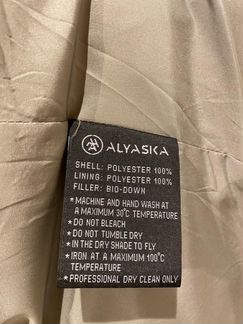 ALYASKA
SHELL: POLYESTER 100%
LINING: POLYESTER 100%
FILLER: BIO-DOWN
*MACHINE AND HAND WASH AT
A MAXIMUM 30°C TEMPERATURE
*DO NOT BLEACH
*DO NOT TUMBLE DRY
*IN THE DRY SHADE TO FLY
*IRON AT A MAXIMUM 100°C
TEMPERATURE
*PROFESSIONAL DRY CLEAN ONLY